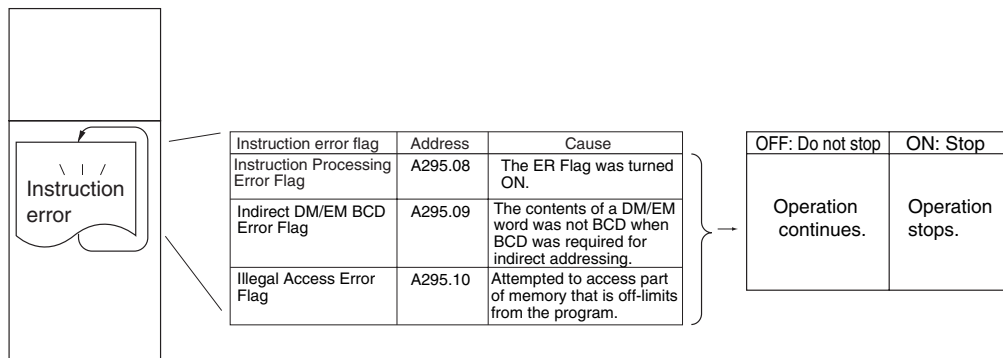 Instruction
error
Instruction error flag Address Cause
Instruction Processing
Error Flag
A295.08
The ER Flag was turned
ON.
Indirect DM/EM BCD
Error Flag
A295.09
The contents of a DM/EM
word was not BCD when
BCD was required for
indirect addressing.
Illegal Access Error
Flag
A295.10
Attempted to access part
of memory that is off-limits
from the program.
OFF: Do not stop ON: Stop
Operation
continues.
Operation
stops.